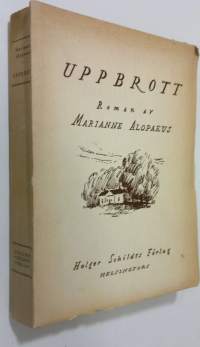 UPPBROTT
Roman av
MARIANNE ALOPAEUS
Holger Schildts Förlag
HELSINGFORS